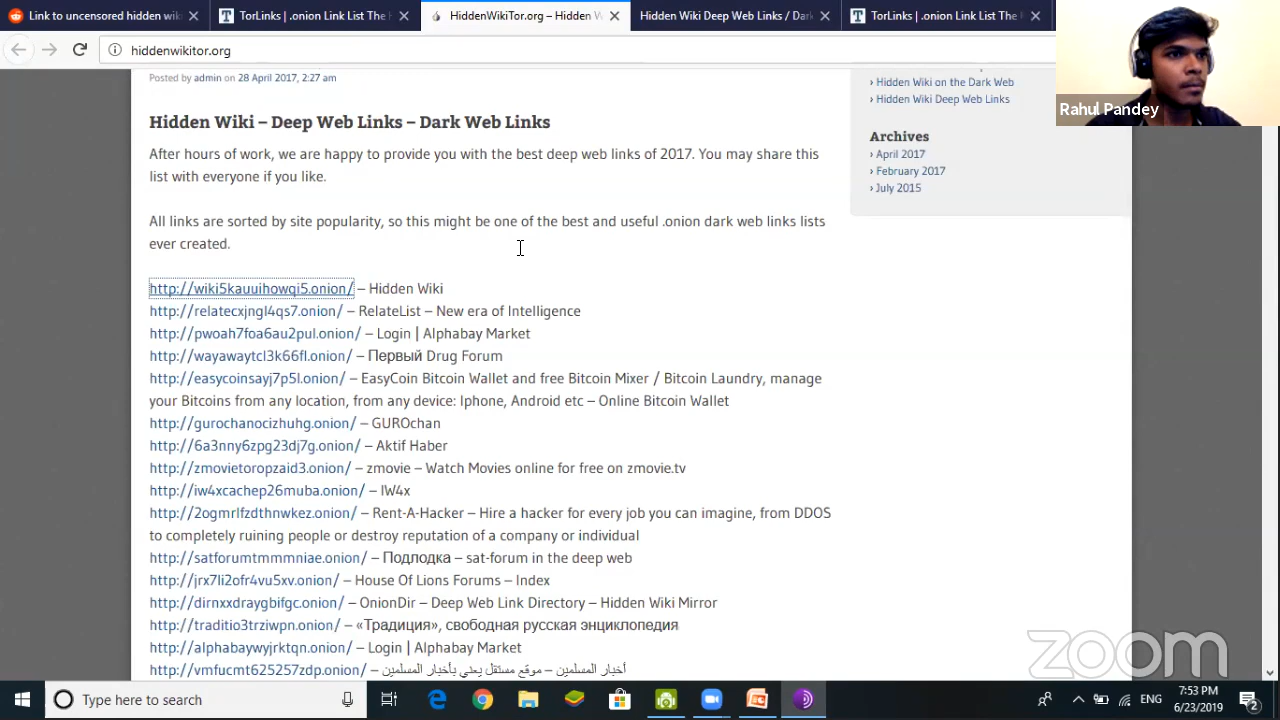 Link to uncensored hidden wiki
TorLinks | .onion Link List The
HiddenWikiTor.org – Hidden W
Hidden Wiki Deep Web Links / Dark
TorLinks | .onion Link List The
hiddenwikitor.org
Rahul Pandey
Posted by admin on 28 April 2017, 2:27 am
› Hidden Wiki on the Dark Web
› Hidden Wiki Deep Web Links
Archives
› April 2017
› February 2017
› July 2015
Hidden Wiki – Deep Web Links – Dark Web Links
After hours of work, we are happy to provide you with the best deep web links of 2017. You may share this
list with everyone if you like.
All links are sorted by site popularity, so this might be one of the best and useful .onion dark web links lists
ever created.
http://wiki5kauuihowqi5.onion/ – Hidden Wiki
http://relatecxjngl4qs7.onion/ – RelateList – New era of Intelligence
http://pwoah7foa6au2pul.onion/ – Login | Alphabay Market
http://wayawaytcl3k66fl.onion/ – Первый Drug Forum
http://easycoinsayj7p5l.onion/ – EasyCoin Bitcoin Wallet and free Bitcoin Mixer / Bitcoin Laundry, manage
your Bitcoins from any location, from any device: Iphone, Android etc – Online Bitcoin Wallet
http://gurochanocizhuhg.onion/ – GUROchan
http://6a3nny6zpg23dj7g.onion/ – Aktif Haber
http://zmovietoropzaid3.onion/ – zmovie – Watch Movies online for free on zmovie.tv
http://iw4xcachep26muba.onion/ – IW4x
http://2ogmrlfzdthnwkez.onion/ – Rent-A-Hacker – Hire a hacker for every job you can imagine, from DDOS
to completely ruining people or destroy reputation of a company or individual
http://satforumtmmmniae.onion/ – Подлодка – sat-forum in the deep web
http://jrx7li2ofr4vu5xv.onion/ – House Of Lions Forums – Index
http://dirnxxdraygbifgc.onion/ – OnionDir – Deep Web Link Directory – Hidden Wiki Mirror
http://traditio3trziwpn.onion/ – «Традиция», свободная русская энциклопедия
http://alphabaywyjrktqn.onion/ – Login | Alphabay Market
http://vmfucmt625257zdp.onion/ – أخبار المسلمين – موقع مستقل يعني بأخبار المسلمين
zoom
Type here to search
ENG
7:53 PM
6/23/2019
2